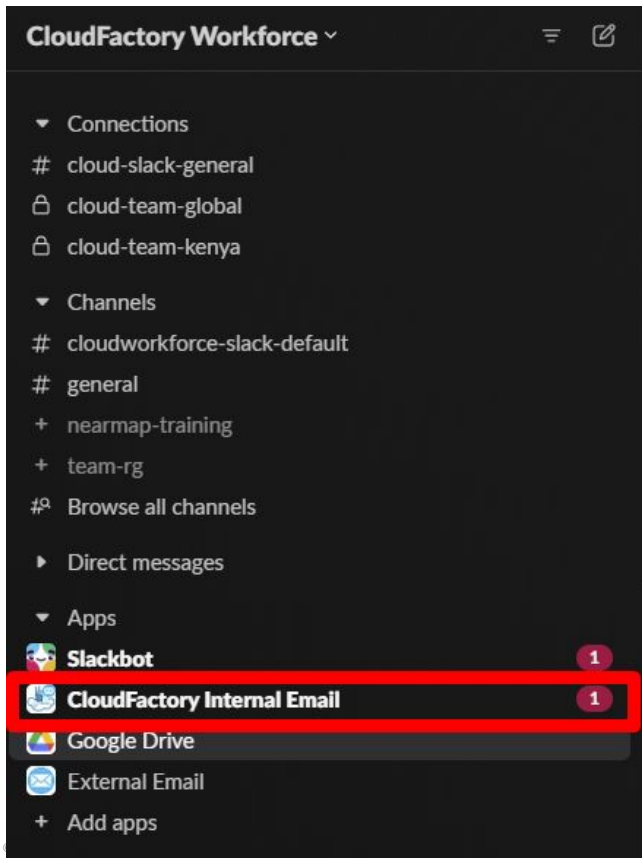 CloudFactory Workforce
Connections
# cloud-slack-general
cloud-team-global
cloud-team-kenya
Channels
# cloudworkforce-slack-default
# general
+ nearmap-training
+ team-rg
Browse all channels
Direct messages
Apps
Slackbot 1
CloudFactory Internal Email 1
Google Drive
External Email
+ Add apps